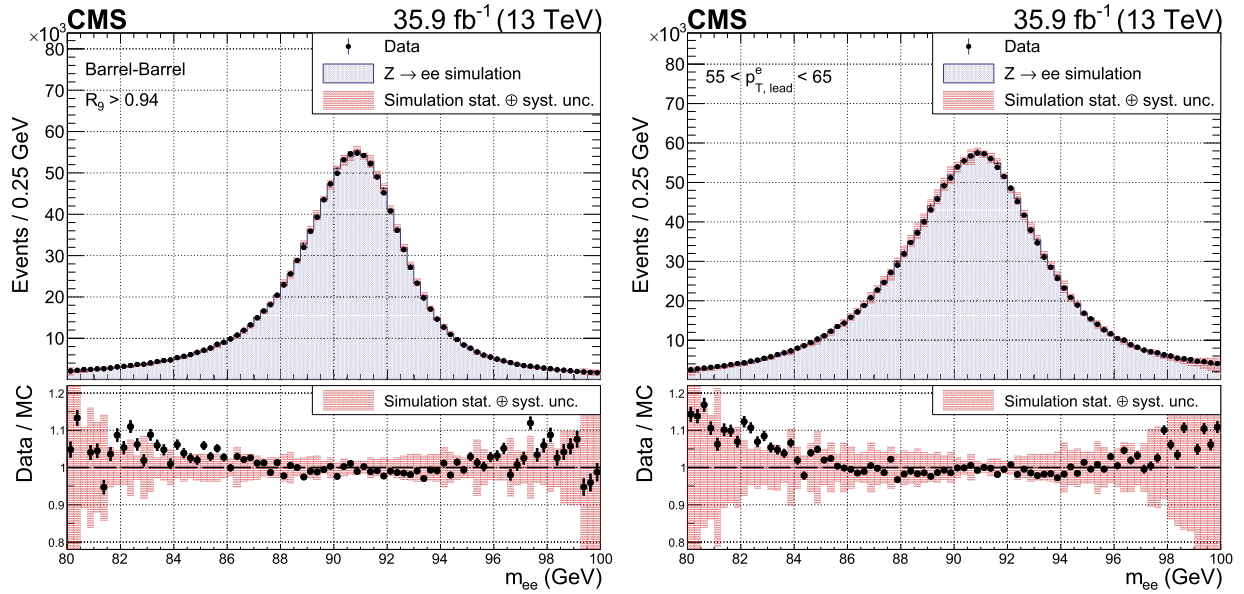 CMS 35.9 fb⁻¹ (13 TeV)
×10³
80
70
60
50
40
30
20
10
Events / 0.25 GeV
Barrel-Barrel
R₉ > 0.94
Data
Z → ee simulation
Simulation stat. ⊕ syst. unc.
1.2
1.1
1
0.9
0.8
Data / MC
Simulation stat. ⊕ syst. unc.
80 82 84 86 88 90 92 94 96 98 100
m_ee (GeV)
CMS 35.9 fb⁻¹ (13 TeV)
×10³
80
70
60
50
40
30
20
10
Events / 0.25 GeV
55 < p^e_T, lead < 65
Data
Z → ee simulation
Simulation stat. ⊕ syst. unc.
1.2
1.1
1
0.9
0.8
Data / MC
Simulation stat. ⊕ syst. unc.
80 82 84 86 88 90 92 94 96 98 100
m_ee (GeV)